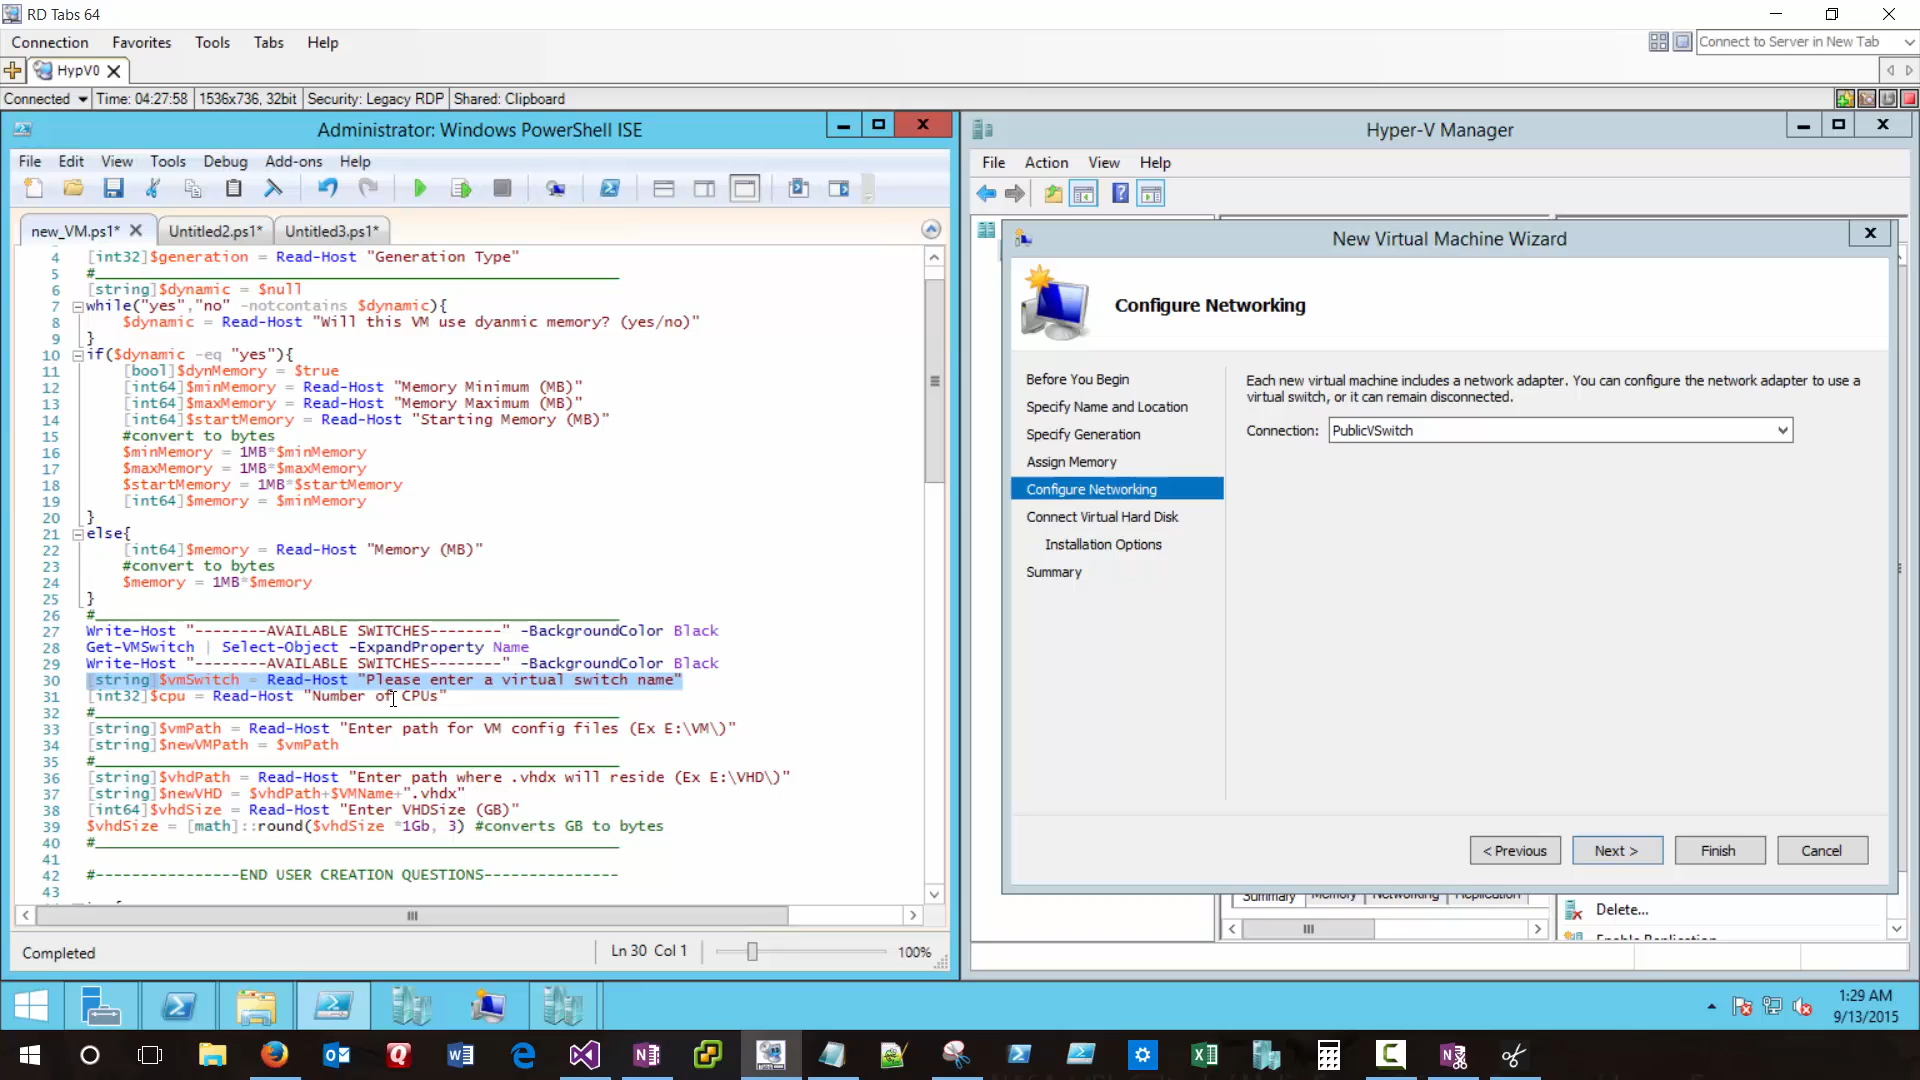 RD Tabs 64
Connection Favorites Tools Tabs Help
Connect to Server in New Tab
HypV0
Connected Time: 04:27:58 1536x736, 32bit Security: Legacy RDP Shared: Clipboard
Administrator: Windows PowerShell ISE
File Edit View Tools Debug Add-ons Help
new_VM.ps1* Untitled2.ps1* Untitled3.ps1*
4 [int32]$generation = Read-Host "Generation Type"
5 #__________________________________________________________
6 [string]$dynamic = $null
7 while("yes","no" -notcontains $dynamic){
8 $dynamic = Read-Host "Will this VM use dyanmic memory? (yes/no)"
9 }
10 if($dynamic -eq "yes"){
11 [bool]$dynMemory = $true
12 [int64]$minMemory = Read-Host "Memory Minimum (MB)"
13 [int64]$maxMemory = Read-Host "Memory Maximum (MB)"
14 [int64]$startMemory = Read-Host "Starting Memory (MB)"
15 #convert to bytes
16 $minMemory = 1MB*$minMemory
17 $maxMemory = 1MB*$maxMemory
18 $startMemory = 1MB*$startMemory
19 [int64]$memory = $minMemory
20 }
21 else{
22 [int64]$memory = Read-Host "Memory (MB)"
23 #convert to bytes
24 $memory = 1MB*$memory
25 }
26 #__________________________________________________________
27 Write-Host "--------AVAILABLE SWITCHES--------" -BackgroundColor Black
28 Get-VMSwitch | Select-Object -ExpandProperty Name
29 Write-Host "--------AVAILABLE SWITCHES--------" -BackgroundColor Black
30 [string]$vmSwitch = Read-Host "Please enter a virtual switch name"
31 [int32]$cpu = Read-Host "Number of CPUs"
32 #__________________________________________________________
33 [string]$vmPath = Read-Host "Enter path for VM config files (Ex E:\VM\)"
34 [string]$newVMPath = $vmPath
35 #__________________________________________________________
36 [string]$vhdPath = Read-Host "Enter path where .vhdx will reside (Ex E:\VHD\)"
37 [string]$newVHD = $vhdPath+$VMName+".vhdx"
38 [int64]$vhdSize = Read-Host "Enter VHDSize (GB)"
39 $vhdSize = [math]::round($vhdSize *1Gb, 3) #converts GB to bytes
40 #__________________________________________________________
41
42 #----------------END USER CREATION QUESTIONS---------------
43
Completed Ln 30 Col 1 100%
Hyper-V Manager
File Action View Help
New Virtual Machine Wizard
Configure Networking
Before You Begin
Specify Name and Location
Specify Generation
Assign Memory
Configure Networking
Connect Virtual Hard Disk
Installation Options
Summary
Each new virtual machine includes a network adapter. You can configure the network adapter to use a
virtual switch, or it can remain disconnected.
Connection: PublicVSwitch
< Previous Next > Finish Cancel
Summary Memory Networking Replication
Delete...
Enable Replication...
1:29 AM
9/13/2015